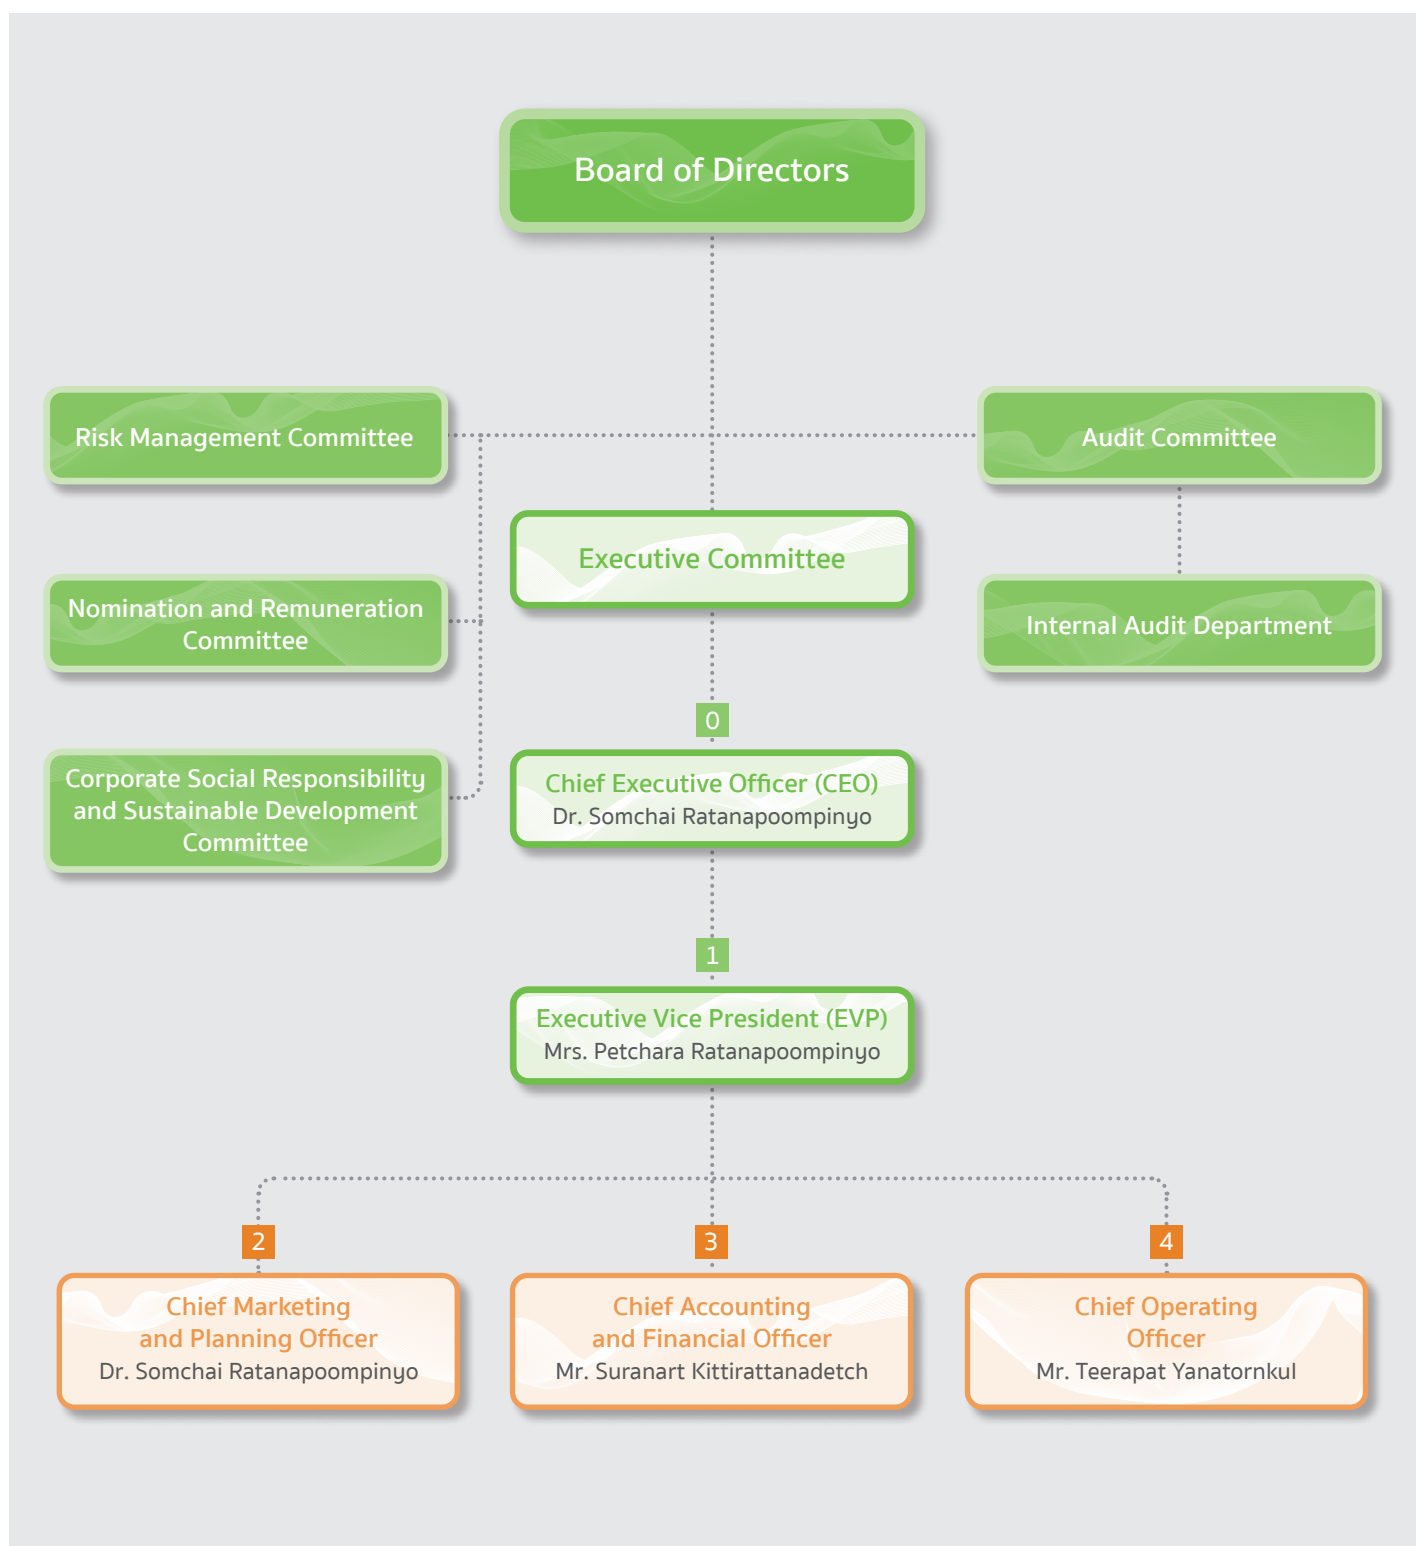 Board of Directors
Risk Management Committee
Audit Committee
Executive Committee
Nomination and Remuneration
Committee
Internal Audit Department
0
Corporate Social Responsibility
and Sustainable Development
Committee
Chief Executive Officer (CEO)
Dr. Somchai Ratanapoompinyo
1
Executive Vice President (EVP)
Mrs. Petchara Ratanapoompinyo
2
Chief Marketing
and Planning Officer
Dr. Somchai Ratanapoompinyo
3
Chief Accounting
and Financial Officer
Mr. Suranart Kittirattanadetch
4
Chief Operating
Officer
Mr. Teerapat Yanatornkul